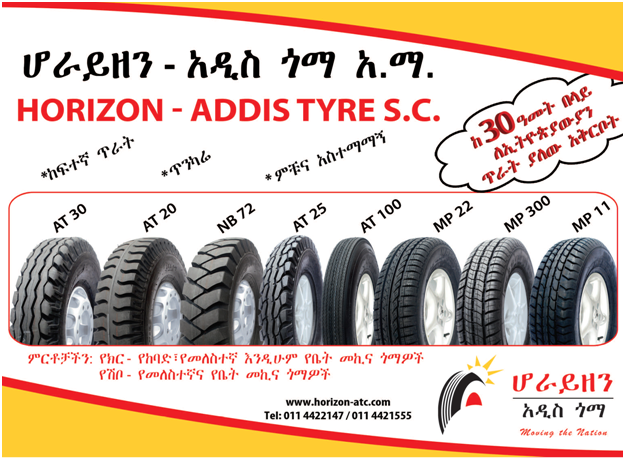 ሆራይዘን - አዲስ ጎማ አ.ማ.
HORIZON - ADDIS TYRE S.C.
ከ 30 ዓመት በላይ
ለኢትዮጵያውያን
ጥራት ያለው አቅርቦት
*ከፍተኛ ጥራት
*ጥንካሬ
*ምቹና አስተማማኝ
AT 30
AT 20
NB 72
AT 25
AT 100
MP 22
MP 300
MP 11
ምርቶቻችን: የክር - የከባድ፣የመለስተኛ እንዲሁም የቤት መኪና ጎማዎች
የሽቦ - የመለስተኛና የቤት መኪና ጎማዎች
www.horizon-atc.com
Tel: 011 4422147 / 011 4421555
ሆራይዘን
አዲስ ጎማ
Moving the Nation